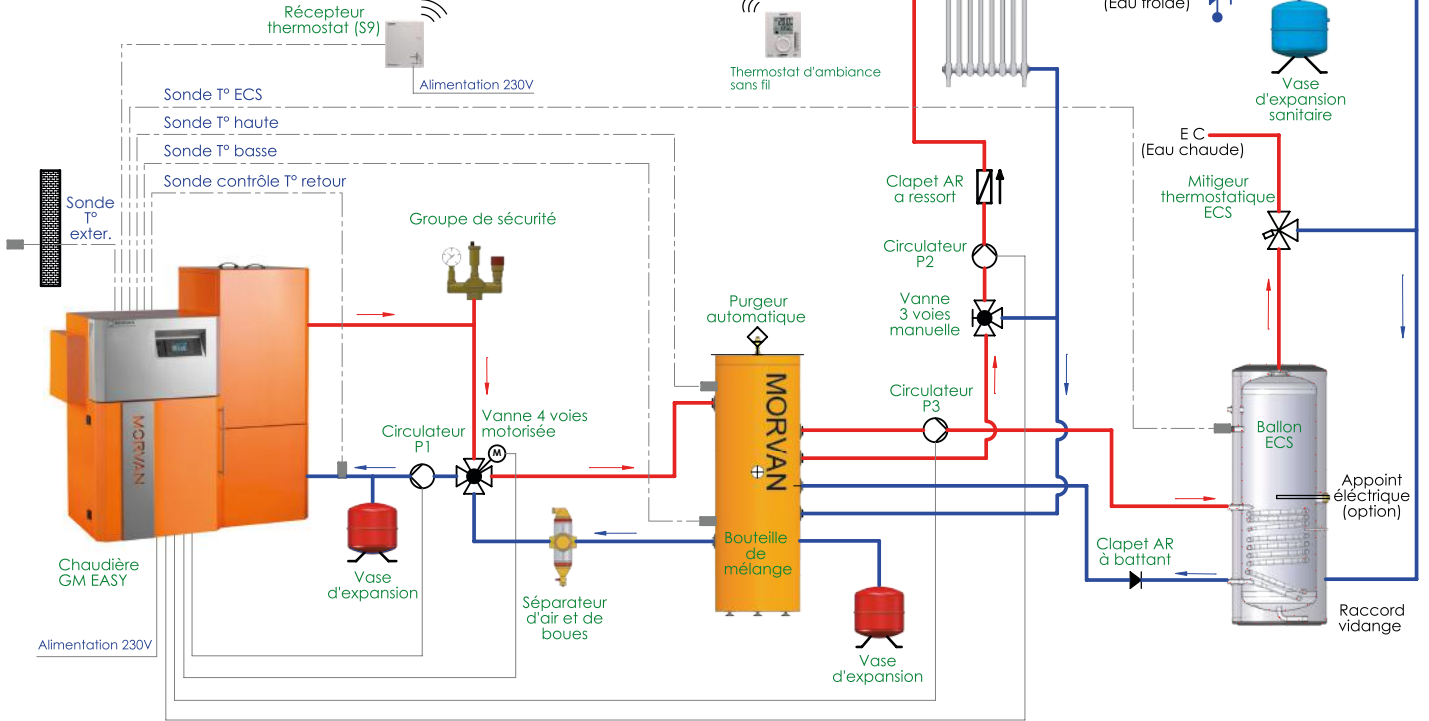 Récepteur
thermostat (S9)
(Eau froide)
Alimentation 230V
Thermostat d'ambiance
sans fil
Vase
d'expansion
sanitaire
Sonde T° ECS
Sonde T° haute
Sonde T° basse
Sonde contrôle T° retour
Sonde
T°
exter.
E C
(Eau chaude)
Clapet AR
a ressort
Mitigeur
thermostatique
ECS
Groupe de sécurité
Circulateur
P2
Purgeur
automatique
Vanne
3 voies
manuelle
Circulateur
P1
Vanne 4 voies
motorisée
M
MORVAN
MORVAN
Circulateur
P3
Ballon
ECS
Appoint
éléctrique
(option)
Bouteille
de
mélange
Clapet AR
à battant
Chaudière
GM EASY
Vase
d'expansion
Séparateur
d'air et de
boues
Raccord
vidange
Alimentation 230V
Vase
d'expansion